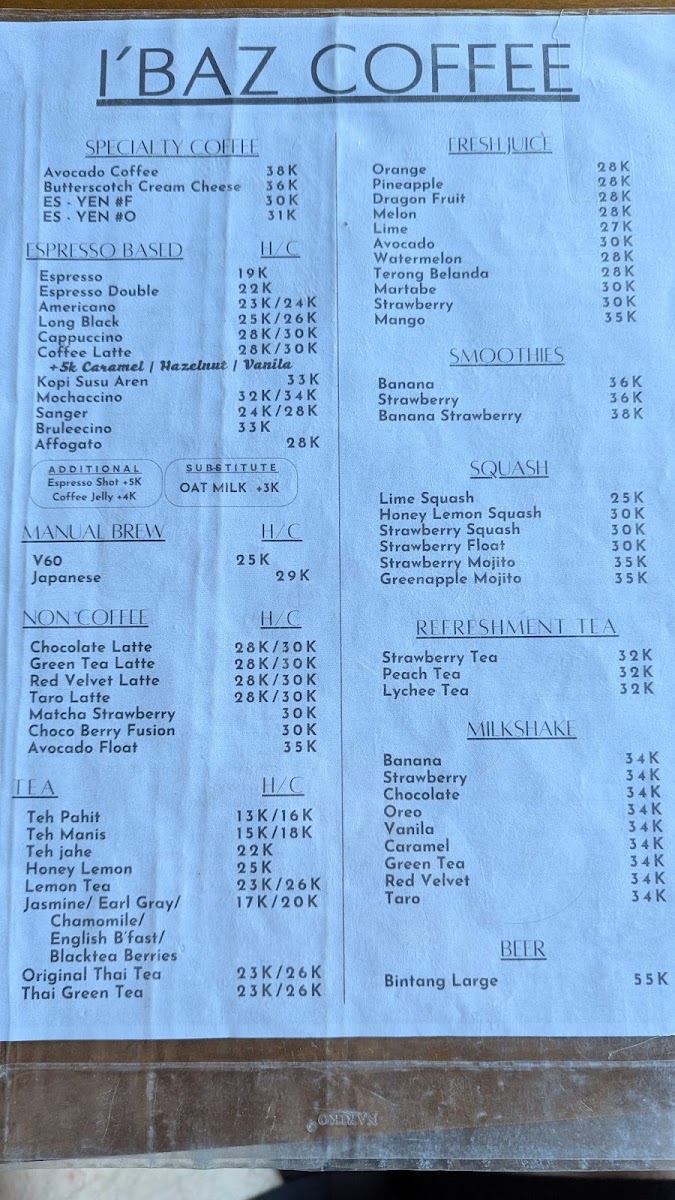 I'BAZ COFFEE
SPECIALTY COFFEE
Avocado Coffee 38K
Butterscotch Cream Cheese 36K
ES - YEN #F 30K
ES - YEN #O 31K
ESPRESSO BASED H/C
Espresso 19K
Espresso Double 22K
Americano 23K/24K
Long Black 25K/26K
Cappuccino 28K/30K
Coffee Latte 28K/30K
+5k Caramel / Hazelnut / Vanila
Kopi Susu Aren 33K
Mochaccino 32K/34K
Sanger 24K/28K
Bruleecino 33K
Affogato 28K
ADDITIONAL
Espresso Shot +5K
Coffee Jelly +4K
SUBSTITUTE
OAT MILK +3K
MANUAL BREW H/C
V60 25K
Japanese 29K
NON COFFEE H/C
Chocolate Latte 28K/30K
Green Tea Latte 28K/30K
Red Velvet Latte 28K/30K
Taro Latte 28K/30K
Matcha Strawberry 30K
Choco Berry Fusion 30K
Avocado Float 35K
TEA H/C
Teh Pahit 13K/16K
Teh Manis 15K/18K
Teh jahe 22K
Honey Lemon 25K
Lemon Tea 23K/26K
Jasmine/ Earl Gray/ 17K/20K
Chamomile/
English B'fast/
Blacktea Berries
Original Thai Tea 23K/26K
Thai Green Tea 23K/26K
FRESH JUICE
Orange 28K
Pineapple 28K
Dragon Fruit 28K
Melon 28K
Lime 27K
Avocado 30K
Watermelon 28K
Terong Belanda 28K
Martabe 30K
Strawberry 30K
Mango 35K
SMOOTHIES
Banana 36K
Strawberry 36K
Banana Strawberry 38K
SQUASH
Lime Squash 25K
Honey Lemon Squash 30K
Strawberry Squash 30K
Strawberry Float 30K
Strawberry Mojito 35K
Greenapple Mojito 35K
REFRESHMENT TEA
Strawberry Tea 32K
Peach Tea 32K
Lychee Tea 32K
MILKSHAKE
Banana 34K
Strawberry 34K
Chocolate 34K
Oreo 34K
Vanila 34K
Caramel 34K
Green Tea 34K
Red Velvet 34K
Taro 34K
BEER
Bintang Large 55K